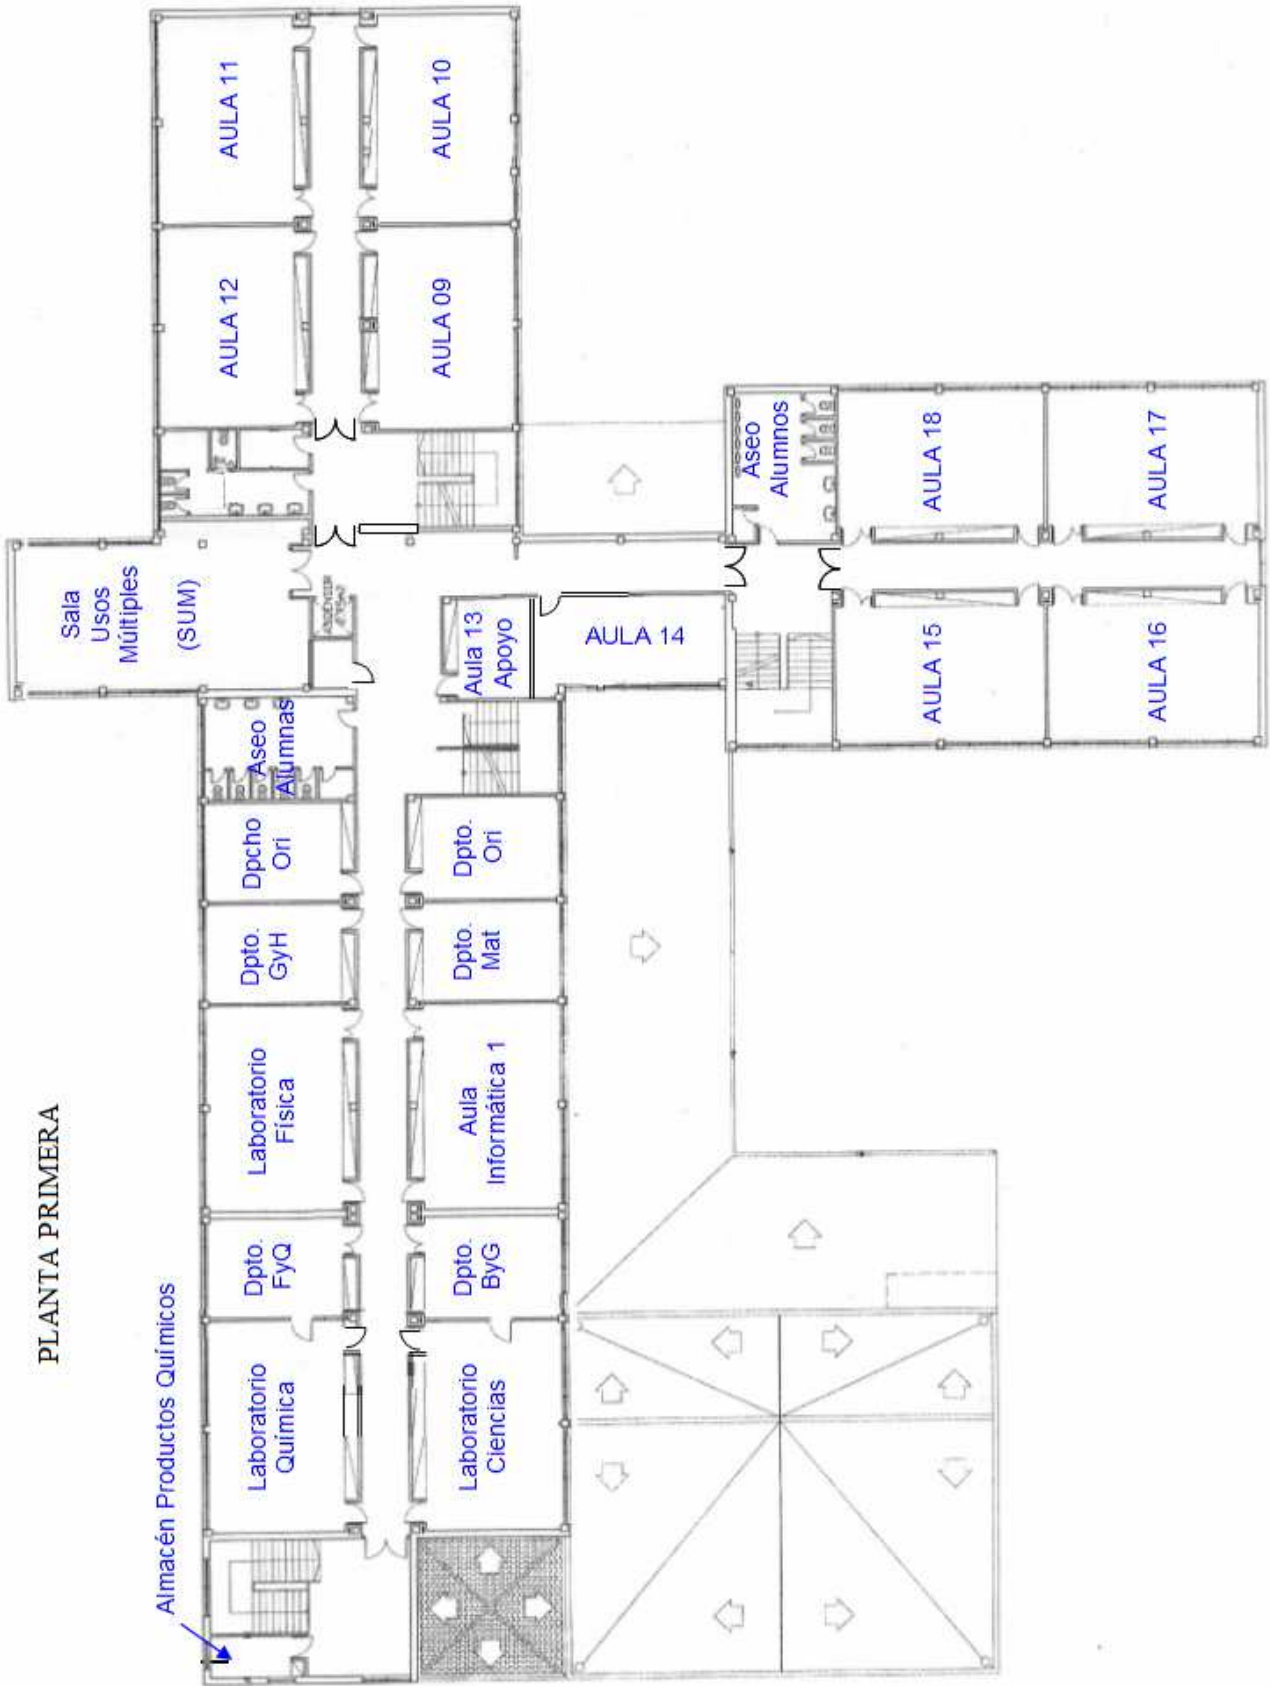 PLANTA PRIMERA
Almacén Productos Químicos
Laboratorio
Química
Dpto.
FyQ
Laboratorio
Física
Dpto.
GyH
Dpcho
Ori
Aseo
Alumnas
Sala
Usos
Múltiples
(SUM)
AULA 12
AULA 11
Laboratorio
Ciencias
Dpto.
ByG
Aula
Informática 1
Dpto.
Mat
Dpto.
Ori
Aula 13
Apoyo
AULA 09
AULA 10
AULA 14
Aseo
Alumnos
AULA 15
AULA 18
AULA 16
AULA 17